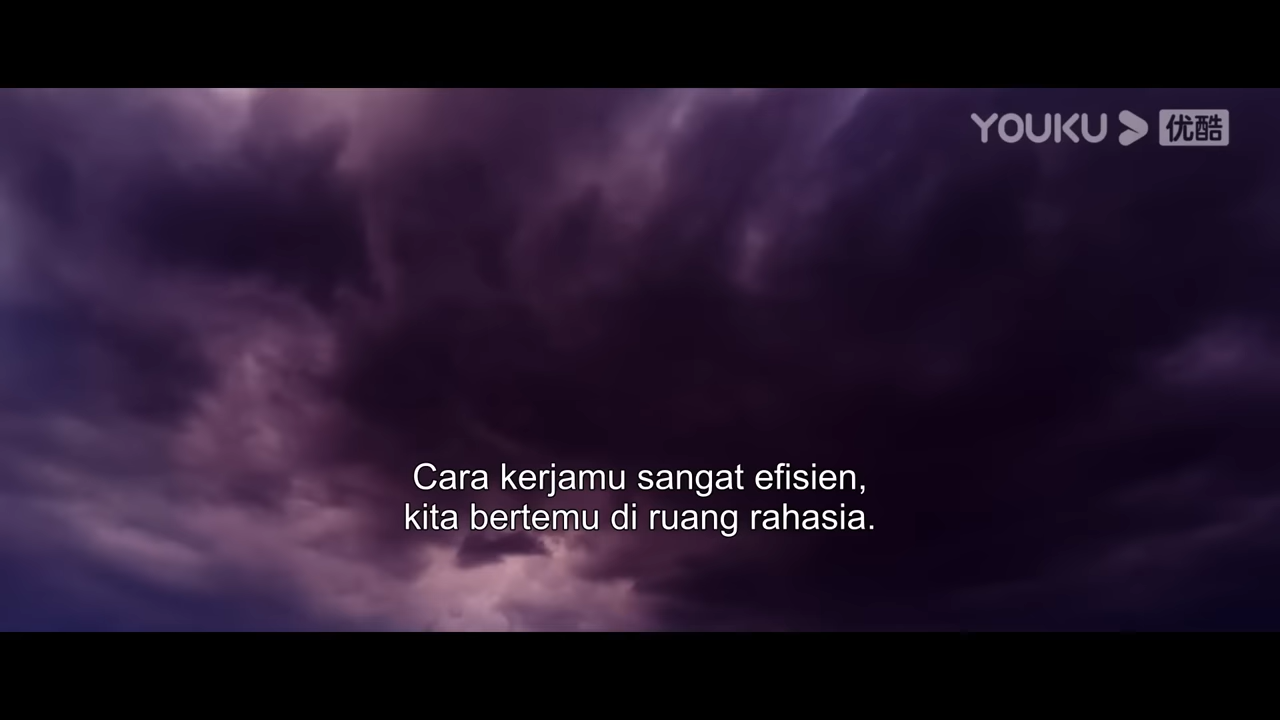 YOUKU 优酷
Cara kerjamu sangat efisien,
kita bertemu di ruang rahasia.